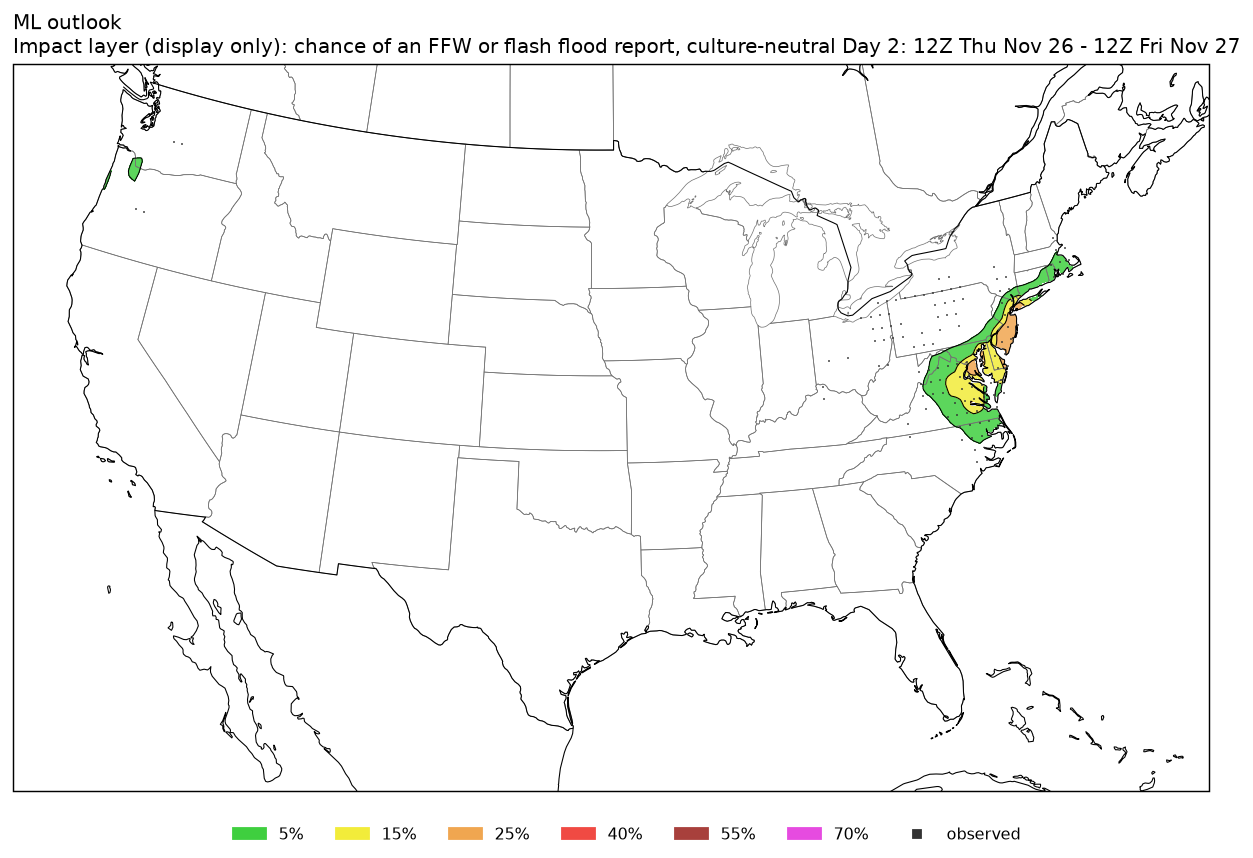 ML outlook
Impact layer (display only): chance of an FFW or flash flood report, culture-neutral Day 2: 12Z Thu Nov 26 - 12Z Fri Nov 27
5% 15% 25% 40% 55% 70% observed